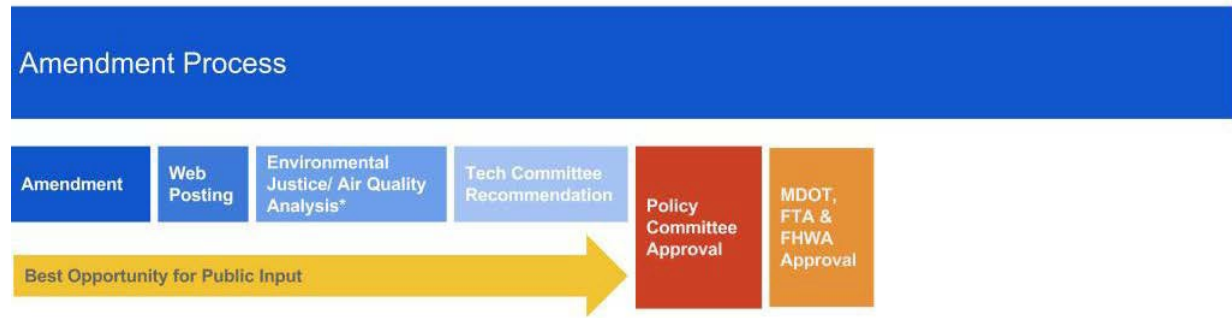 Amendment Process
Amendment
Web
Posting
Environmental
Justice/ Air Quality
Analysis*
Tech Committee
Recommendation
Policy
Committee
Approval
MDOT,
FTA &
FHWA
Approval
Best Opportunity for Public Input